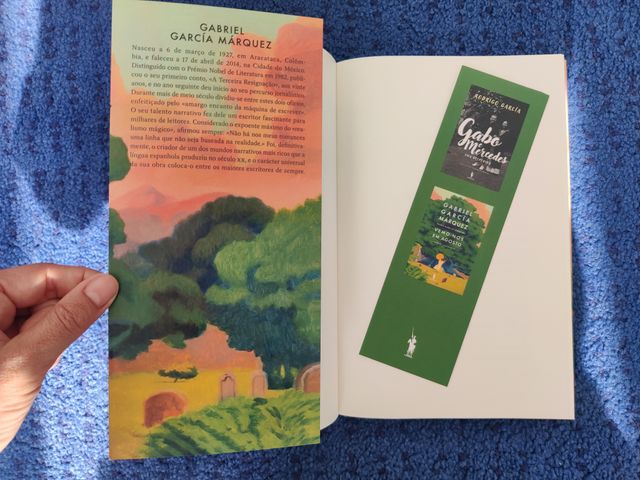 GABRIEL
GARCÍA MÁRQUEZ
Nasceu a 6 de março de 1927, em Aracataca, Colôm-
bia, e faleceu a 17 de abril de 2014, na Cidade do México.
Distinguido com o Prémio Nobel de Literatura em 1982, publi-
cou o seu primeiro conto, «A Terceira Resignação», aos vinte
anos, e no ano seguinte deu início ao seu percurso jornalístico.
Durante mais de meio século dividiu-se entre estes dois ofícios,
enfeitiçado pelo «amargo encanto da máquina de escrever».
O seu talento narrativo fez dele um escritor fascinante para
milhares de leitores. Considerado o expoente máximo do rea-
lismo mágico, afirmou sempre: «Não há nos meus romances
uma linha que não seja baseada na realidade.» Foi, definitiva-
mente, o criador de um dos mundos narrativos mais ricos que a
língua espanhola produziu no século XX, e o carácter universal
da sua obra coloca-o entre os maiores escritores de sempre.
RODRIGO GARCÍA
Gabo
Mercedes
GABRIEL
GARCÍA
MÁRQUEZ
VEMO-NOS
EM AGOSTO